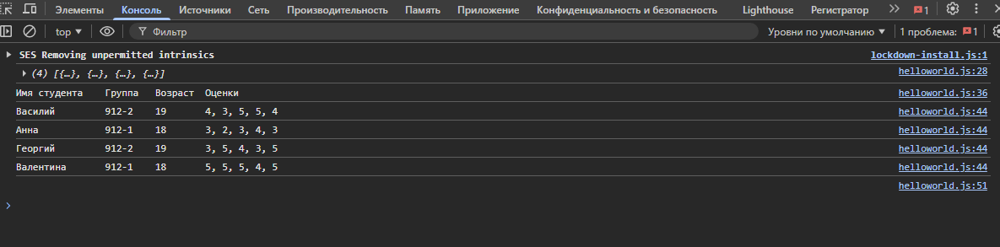 Элементы Консоль Источники Сеть Производительность Память Приложение Конфиденциальность и безопасность Lighthouse Регистратор 1
top Фильтр Уровни по умолчанию 1 проблема: 1
SES Removing unpermitted intrinsics lockdown-install.js:1
(4) [{…}, {…}, {…}, {…}] helloworld.js:28
Имя студента Группа Возраст Оценки helloworld.js:36
Василий 912-2 19 4, 3, 5, 5, 4 helloworld.js:44
Анна 912-1 18 3, 2, 3, 4, 3 helloworld.js:44
Георгий 912-2 19 3, 5, 4, 3, 5 helloworld.js:44
Валентина 912-1 18 5, 5, 5, 4, 5 helloworld.js:44
helloworld.js:51